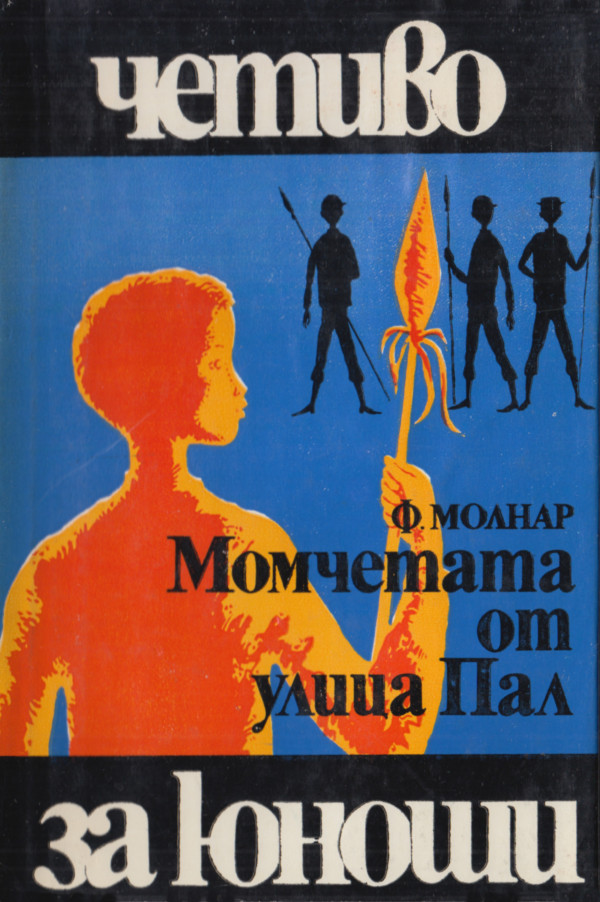 четиво
Ф. МОЛНАР
Момчетата
от
улица Пал
за юноши